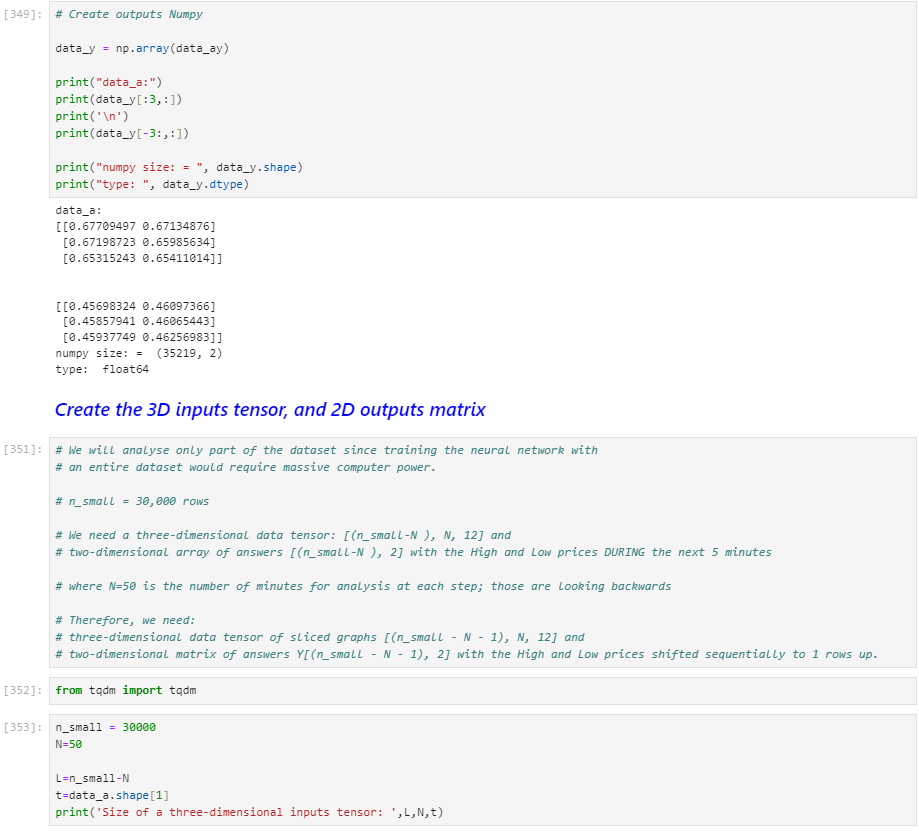 [349]: # Create outputs Numpy
data_y = np.array(data_ay)
print("data_a:")
print(data_y[:3,:])
print('\n')
print(data_y[-3:,:])
print("numpy size: = ", data_y.shape)
print("type: ", data_y.dtype)
data_a:
[[0.67709497 0.67134876]
[0.67198723 0.65985634]
[0.65315243 0.65411014]]
[[0.45698324 0.46097366]
[0.45857941 0.46065443]
[0.45937749 0.46256983]]
numpy size: =  (35219, 2)
type:  float64
Create the 3D inputs tensor, and 2D outputs matrix
[351]: # We will analyse only part of the dataset since training the neural network with
# an entire dataset would require massive computer power.
# n_small = 30,000 rows
# We need a three-dimensional data tensor: [(n_small-N ), N, 12] and
# two-dimensional array of answers [(n_small-N ), 2] with the High and Low prices DURING the next 5 minutes
# where N=50 is the number of minutes for analysis at each step; those are looking backwards
# Therefore, we need:
# three-dimensional data tensor of sliced graphs [(n_small - N - 1), N, 12] and
# two-dimensional matrix of answers Y[(n_small - N - 1), 2] with the High and Low prices shifted sequentially to 1 rows up.
[352]: from tqdm import tqdm
[353]: n_small = 30000
N=50
L=n_small-N
t=data_a.shape[1]
print('Size of a three-dimensional inputs tensor: ',L,N,t)